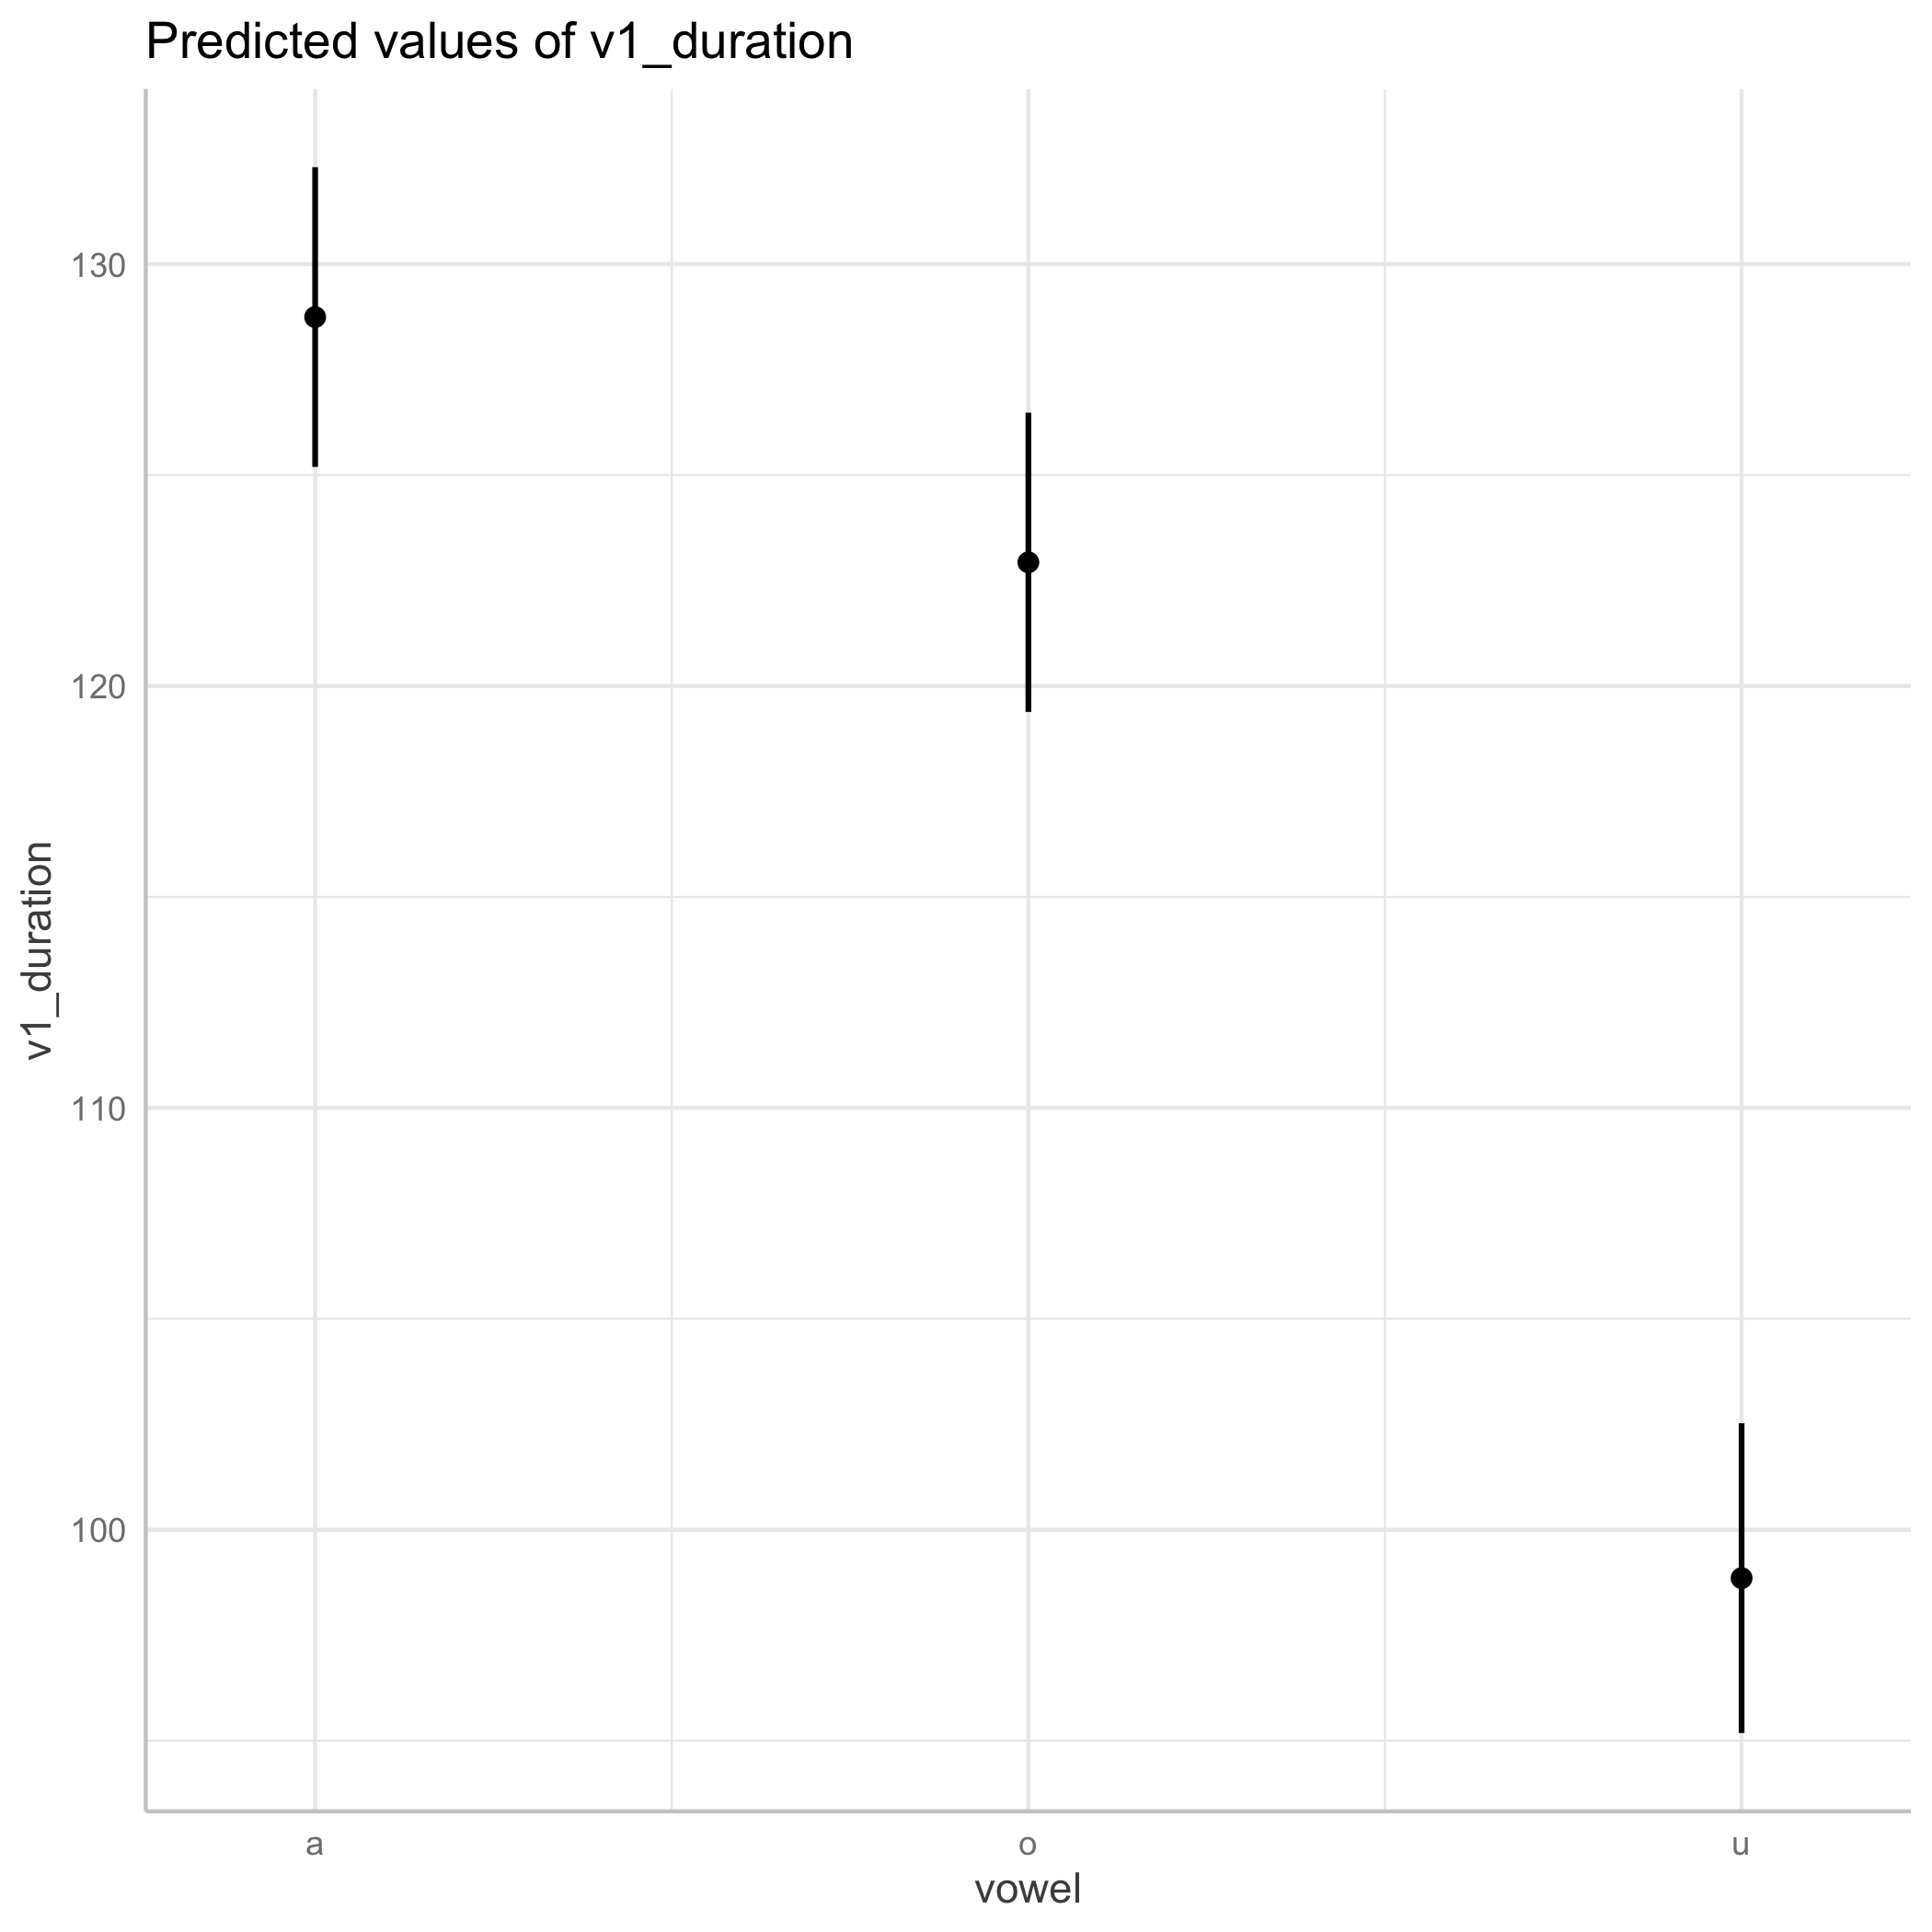 Predicted values of v1_duration
130
120
110
100
v1_duration
a o u
vowel